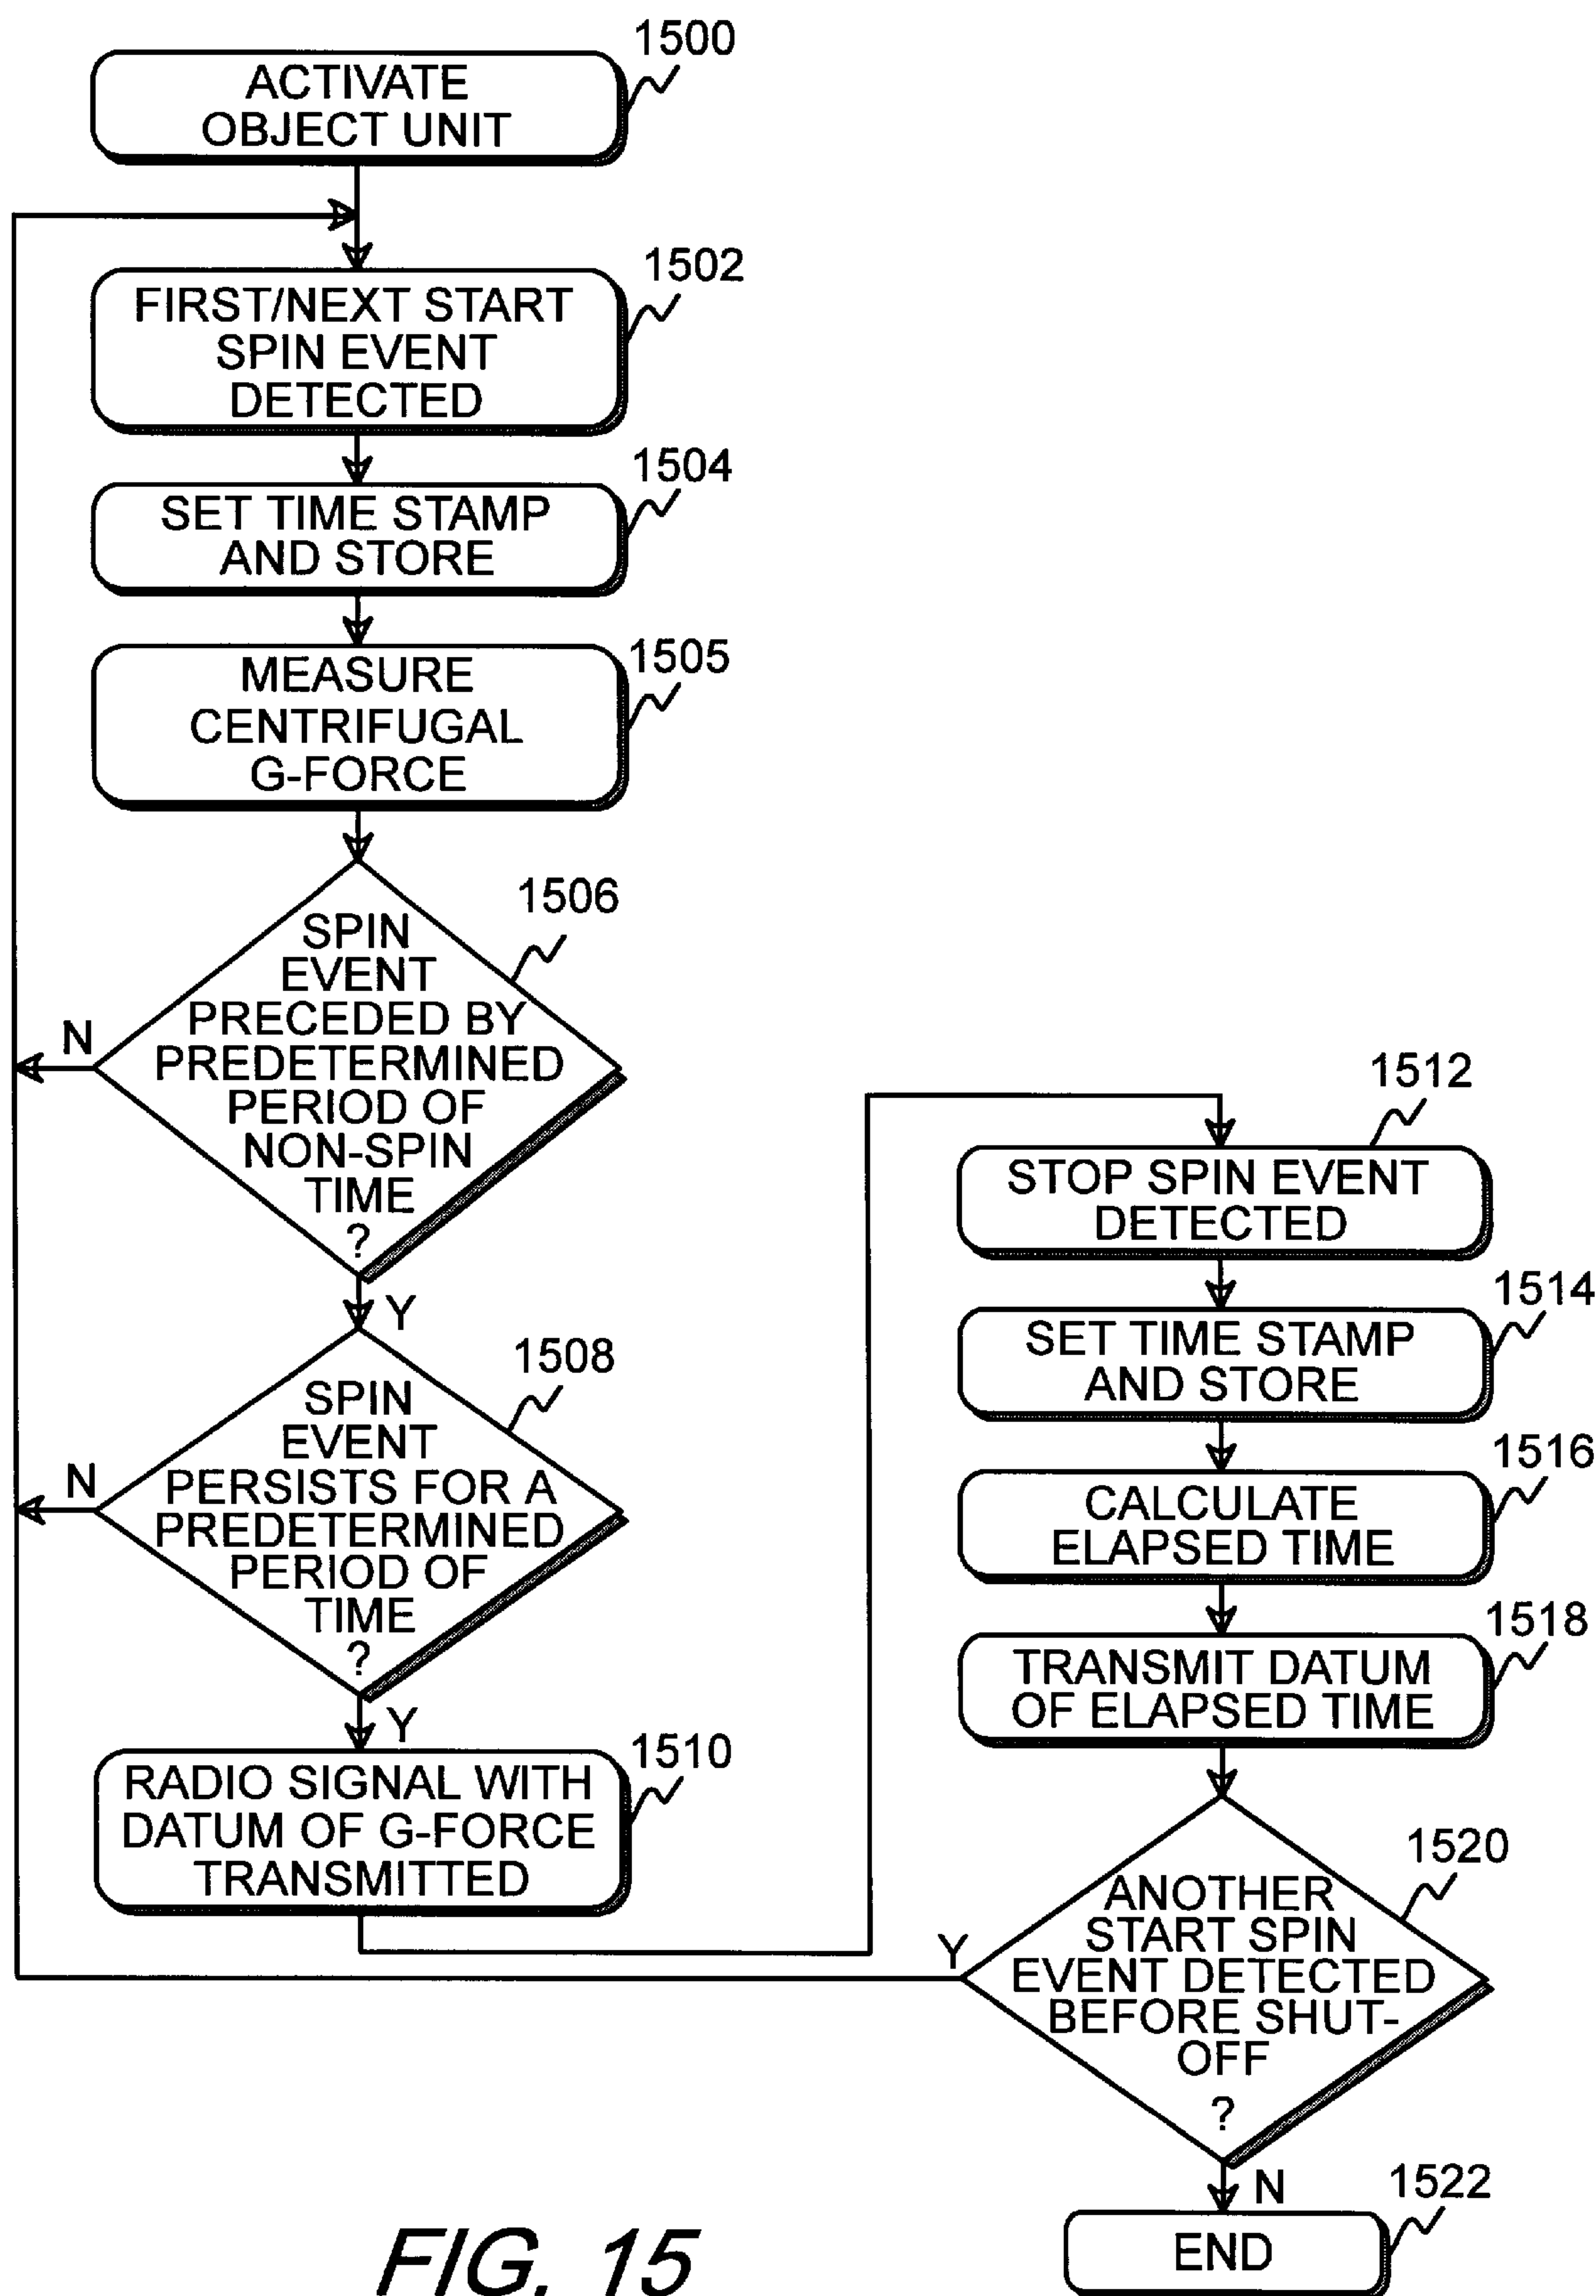 1500
ACTIVATE
OBJECT UNIT
1502
FIRST/NEXT START
SPIN EVENT
DETECTED
1504
SET TIME STAMP
AND STORE
1505
MEASURE
CENTRIFUGAL
G-FORCE
1506
SPIN
EVENT
PRECEDED BY
PREDETERMINED
PERIOD OF
NON-SPIN
TIME
?
N
Y
1508
SPIN
EVENT
PERSISTS FOR A
PREDETERMINED
PERIOD OF
TIME
?
N
Y
1510
RADIO SIGNAL WITH
DATUM OF G-FORCE
TRANSMITTED
1512
STOP SPIN EVENT
DETECTED
1514
SET TIME STAMP
AND STORE
1516
CALCULATE
ELAPSED TIME
1518
TRANSMIT DATUM
OF ELAPSED TIME
1520
ANOTHER
START SPIN
EVENT DETECTED
BEFORE SHUT-
OFF
?
Y
N
1522
END
FIG. 15